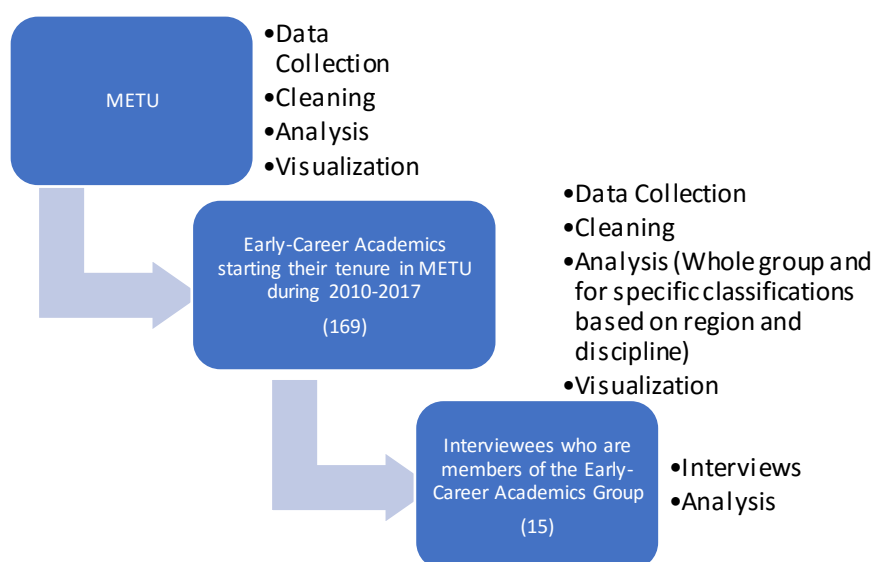 METU
•Data
Collection
•Cleaning
•Analysis
•Visualization
Early-Career Academics
starting their tenure in METU
during 2010-2017
(169)
•Data Collection
•Cleaning
•Analysis (Whole group and
for specific classifications
based on region and
discipline)
•Visualization
Interviewees who are
members of the Early-
Career Academics Group
(15)
•Interviews
•Analysis